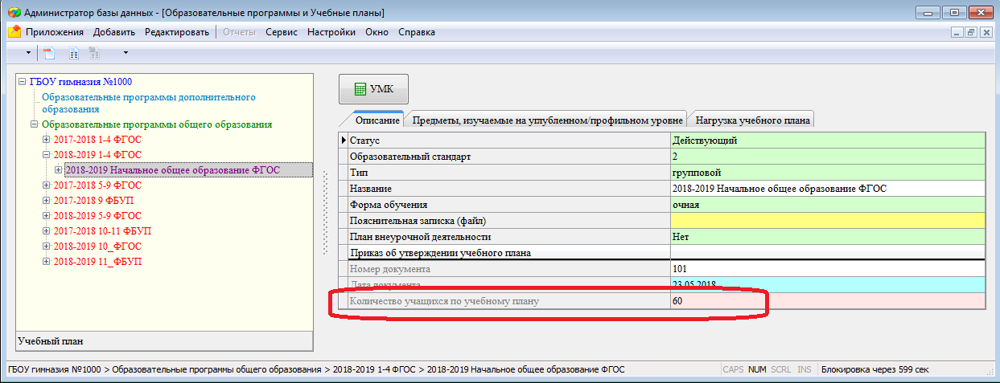 Администратор базы данных - [Образовательные программы и Учебные планы]
Приложения Добавить Редактировать Отчеты Сервис Настройки Окно Справка
ГБОУ гимназия №1000
Образовательные программы дополнительного
образования
Образовательные программы общего образования
2017-2018 1-4 ФГОС
2018-2019 1-4 ФГОС
2018-2019 Начальное общее образование ФГОС
2017-2018 5-9 ФГОС
2017-2018 9 ФБУП
2018-2019 5-9 ФГОС
2017-2018 10-11 ФБУП
2018-2019 10_ФГОС
2018-2019 11_ФБУП
Учебный план
УМК
Описание Предметы, изучаемые на углубленном/профильном уровне Нагрузка учебного плана
Статус Действующий
Образовательный стандарт 2
Тип групповой
Название 2018-2019 Начальное общее образование ФГОС
Форма обучения очная
Пояснительная записка (файл)
План внеурочной деятельности Нет
Приказ об утверждении учебного плана
Номер документа 101
Дата документа 23.05.2018
Количество учащихся по учебному плану 60
ГБОУ гимназия №1000 > Образовательные программы общего образования > 2018-2019 1-4 ФГОС > 2018-2019 Начальное общее образование ФГОС CAPS NUM SCRL INS Блокировка через 599 сек